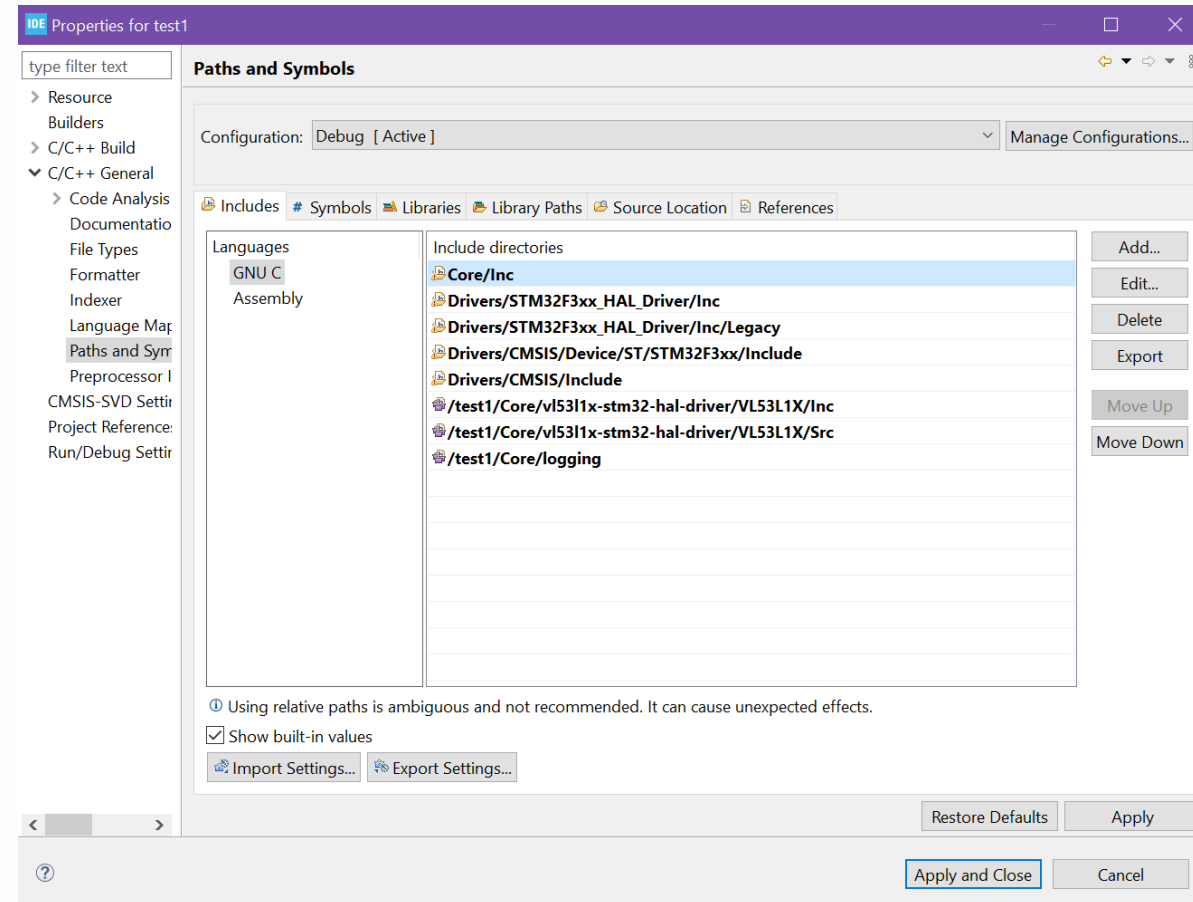 IDE Properties for test1
type filter text
Resource
Builders
C/C++ Build
C/C++ General
Code Analysis
Documentatio
File Types
Formatter
Indexer
Language Map
Paths and Sym
Preprocessor I
CMSIS-SVD Settir
Project References
Run/Debug Settir
Paths and Symbols
Configuration: Debug [ Active ] Manage Configurations...
Includes # Symbols Libraries Library Paths Source Location References
Languages
GNU C
Assembly
Include directories
Core/Inc
Drivers/STM32F3xx_HAL_Driver/Inc
Drivers/STM32F3xx_HAL_Driver/Inc/Legacy
Drivers/CMSIS/Device/ST/STM32F3xx/Include
Drivers/CMSIS/Include
/test1/Core/vl53l1x-stm32-hal-driver/VL53L1X/Inc
/test1/Core/vl53l1x-stm32-hal-driver/VL53L1X/Src
/test1/Core/logging
Add...
Edit...
Delete
Export
Move Up
Move Down
Using relative paths is ambiguous and not recommended. It can cause unexpected effects.
Show built-in values
Import Settings... Export Settings...
Restore Defaults Apply
? Apply and Close Cancel